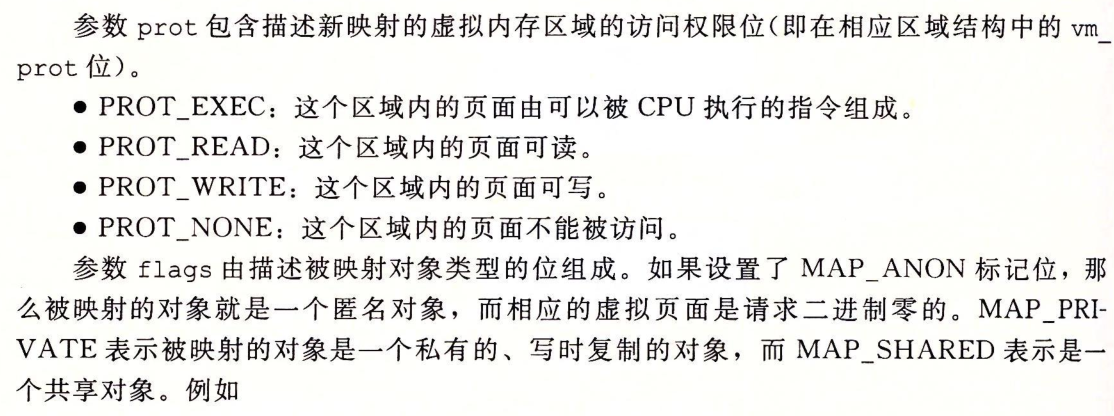 参数 prot 包含描述新映射的虚拟内存区域的访问权限位(即在相应区域结构中的 vm_
prot 位)。
● PROT_EXEC：这个区域内的页面由可以被 CPU 执行的指令组成。
● PROT_READ：这个区域内的页面可读。
● PROT_WRITE：这个区域内的页面可写。
● PROT_NONE：这个区域内的页面不能被访问。
参数 flags 由描述被映射对象类型的位组成。如果设置了 MAP_ANON 标记位，那
么被映射的对象就是一个匿名对象，而相应的虚拟页面是请求二进制零的。MAP_PRI-
VATE 表示被映射的对象是一个私有的、写时复制的对象，而 MAP_SHARED 表示是一
个共享对象。例如